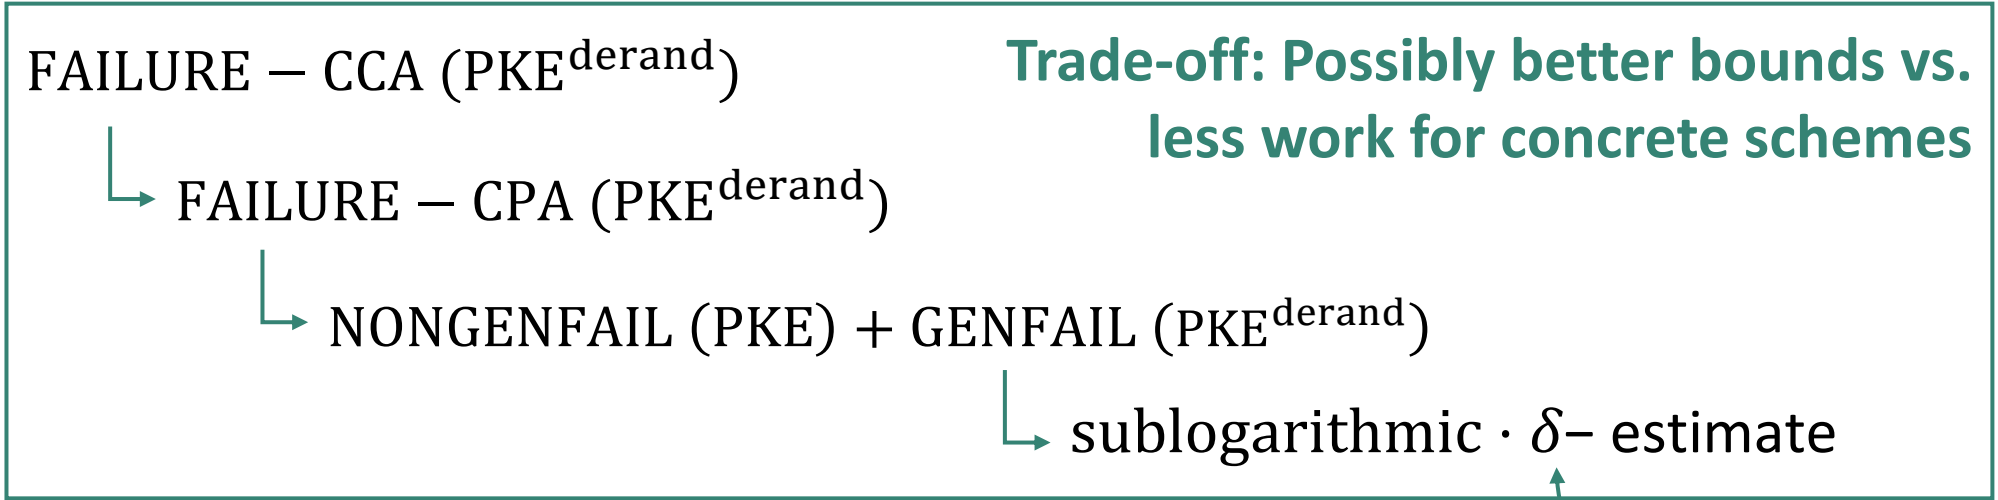 FAILURE − CCA (PKE^derand)
Trade-off: Possibly better bounds vs.
less work for concrete schemes
FAILURE − CPA (PKE^derand)
NONGENFAIL (PKE) + GENFAIL (PKE^derand)
sublogarithmic · δ− estimate